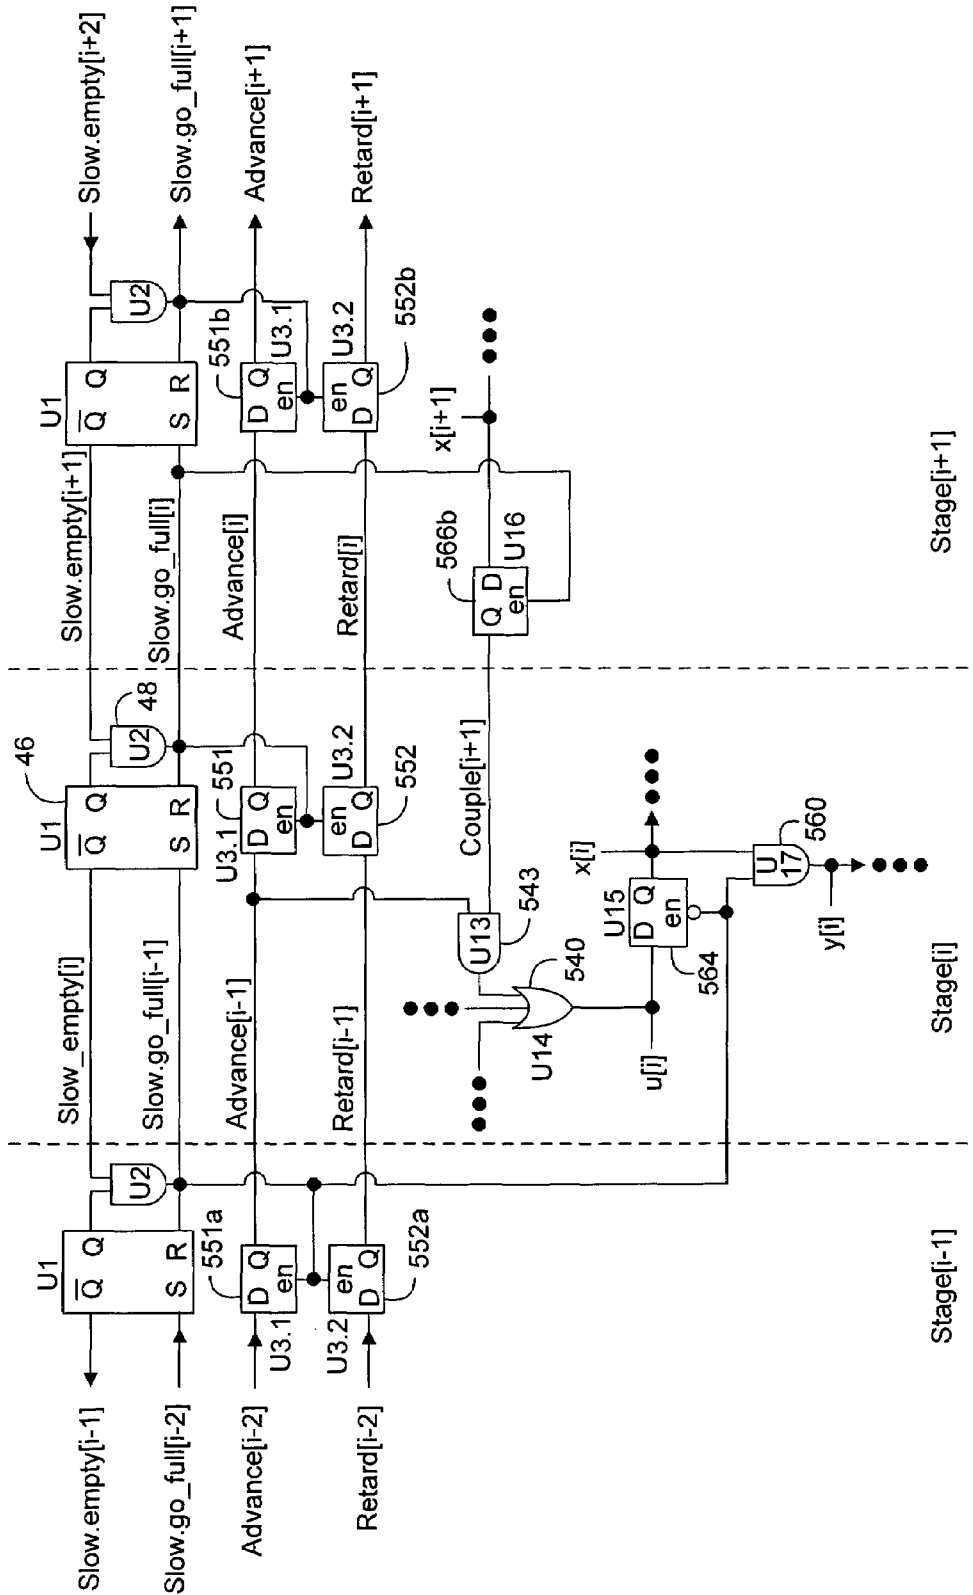 Slow.empty[i-1]
Slow.go_full[i-2]
Advance[i-2]
Retard[i-2]
U1
Q Q
S R
U2
551a
D Q
en
U3.1
U3.2
en
D Q
552a
Stage[i-1]
Slow_empty[i]
Slow.go_full[i-1]
Advance[i-1]
Retard[i-1]
46
U1
Q Q
S R
48
U2
551
U3.1
D Q
en
U3.2
en
D Q
552
Couple[i+1]
U13
543
U14
540
u[i]
x[i]
U15
D Q
en
564
U
17
560
y[i]
Stage[i]
Slow.empty[i+1]
Slow.go_full[i]
Advance[i]
Retard[i]
U1
Q Q
S R
U2
551b
D Q
en
U3.1
U3.2
en
D Q
552b
566b
Q D
en
U16
x[i+1]
Stage[i+1]
Slow.empty[i+2]
Slow.go_full[i+1]
Advance[i+1]
Retard[i+1]